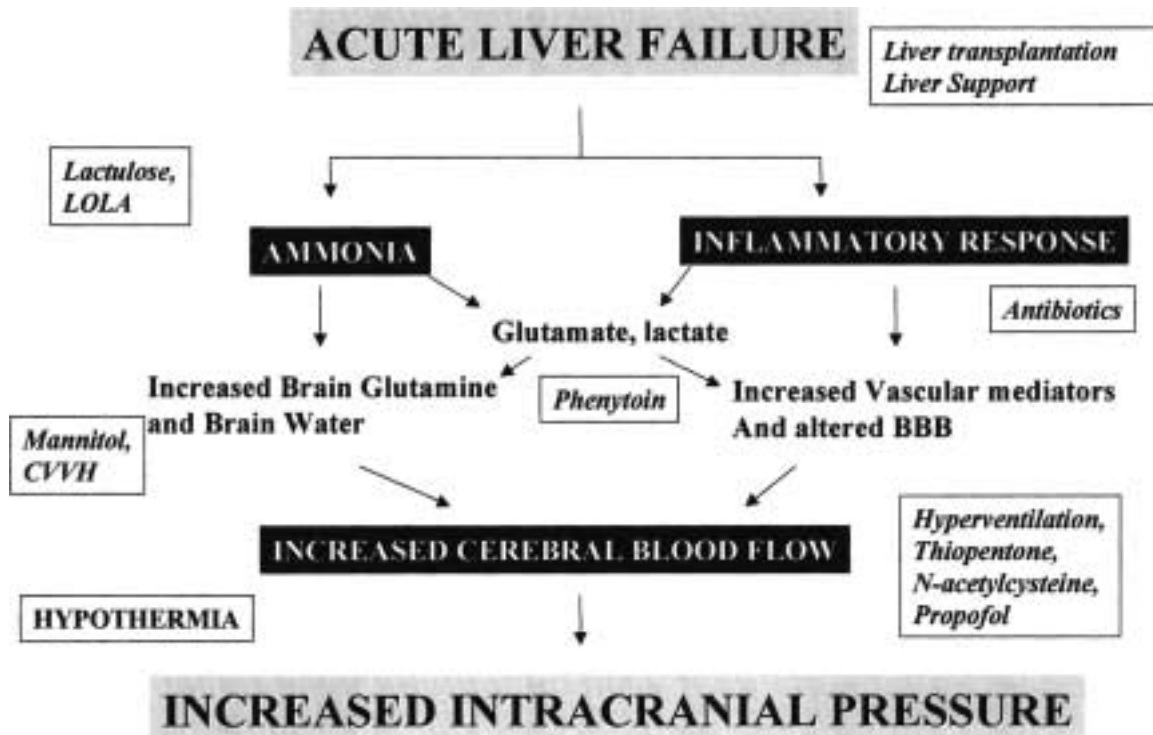 ACUTE LIVER FAILURE
Liver transplantation
Liver Support
Lactulose,
LOLA
AMMONIA
INFLAMMATORY RESPONSE
Antibiotics
Glutamate, lactate
Increased Brain Glutamine
and Brain Water
Phenytoin
Increased Vascular mediators
And altered BBB
Mannitol,
CVVH
INCREASED CEREBRAL BLOOD FLOW
Hyperventilation,
Thiopentone,
N-acetylcysteine,
Propofol
HYPOTHERMIA
INCREASED INTRACRANIAL PRESSURE